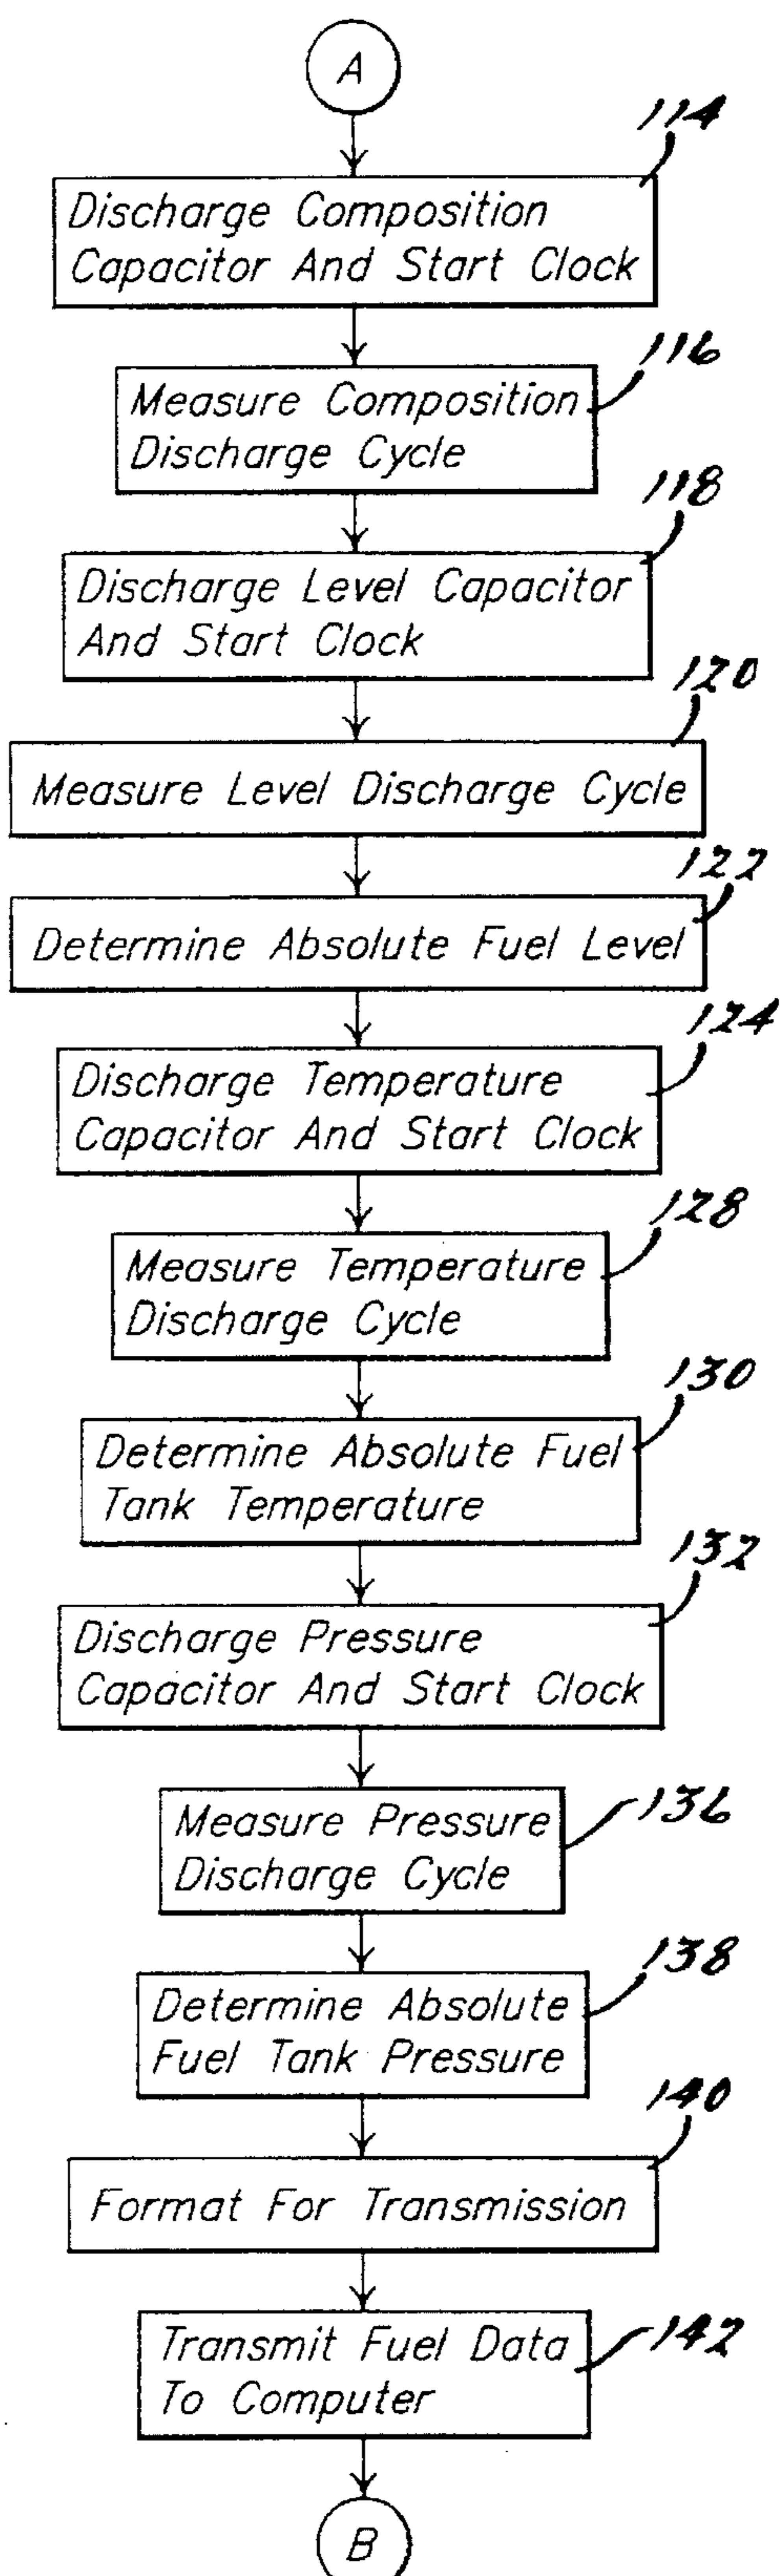 A
114
Discharge Composition
Capacitor And Start Clock
116
Measure Composition
Discharge Cycle
118
Discharge Level Capacitor
And Start Clock
120
Measure Level Discharge Cycle
122
Determine Absolute Fuel Level
124
Discharge Temperature
Capacitor And Start Clock
128
Measure Temperature
Discharge Cycle
130
Determine Absolute Fuel
Tank Temperature
132
Discharge Pressure
Capacitor And Start Clock
136
Measure Pressure
Discharge Cycle
138
Determine Absolute
Fuel Tank Pressure
140
Format For Transmission
142
Transmit Fuel Data
To Computer
B